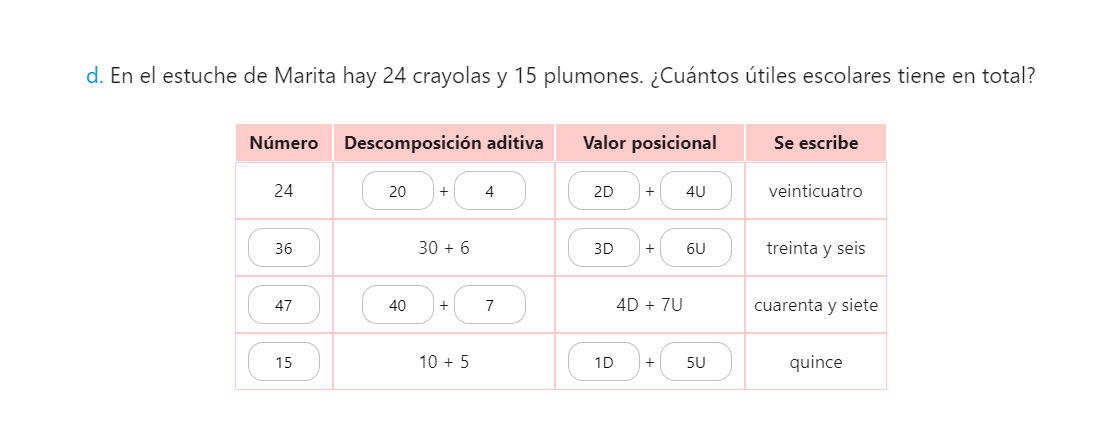 d. En el estuche de Marita hay 24 crayolas y 15 plumones. ¿Cuántos útiles escolares tiene en total?
Número Descomposición aditiva Valor posicional Se escribe
24 20 + 4 2D + 4U veinticuatro
36 30 + 6 3D + 6U treinta y seis
47 40 + 7 4D + 7U cuarenta y siete
15 10 + 5 1D + 5U quince